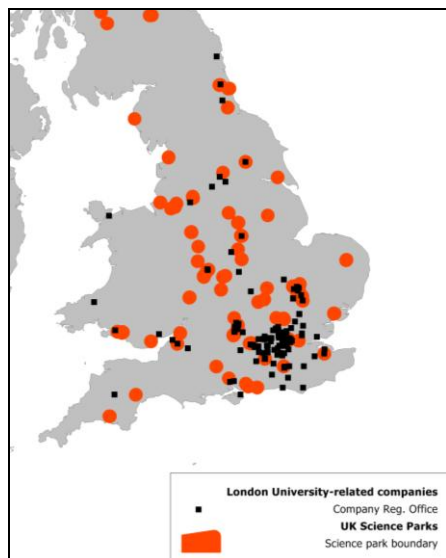 London University-related companies
Company Reg. Office
UK Science Parks
Science park boundary